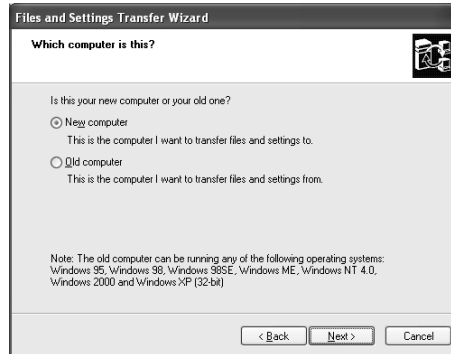 Files and Settings Transfer Wizard
Which computer is this?
Is this your new computer or your old one?
New computer
This is the computer I want to transfer files and settings to.
Old computer
This is the computer I want to transfer files and settings from.
Note: The old computer can be running any of the following operating systems:
Windows 95, Windows 98, Windows 98SE, Windows ME, Windows NT 4.0,
Windows 2000 and Windows XP (32-bit)
< Back Next > Cancel